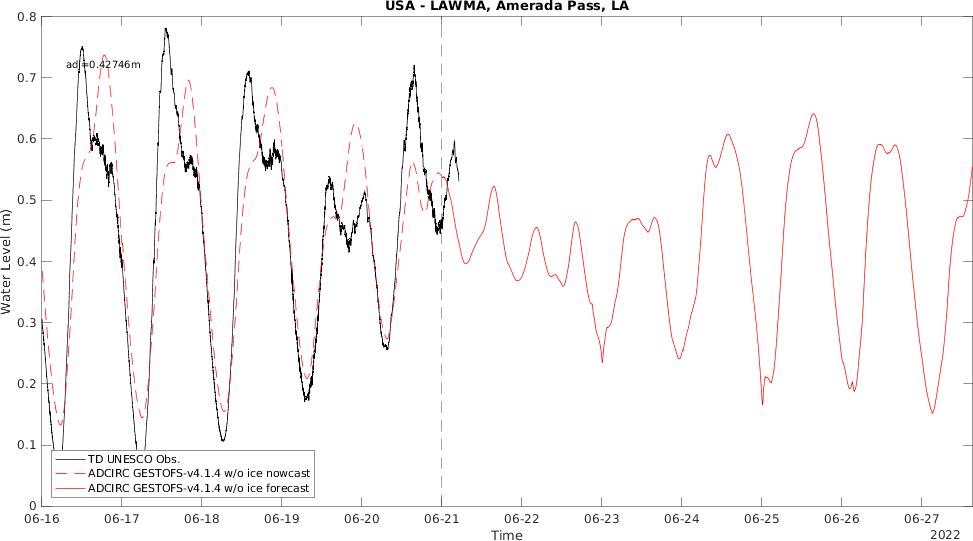 USA - LAWMA, Amerada Pass, LA
adj=0.42746m
Water Level (m)
0.8
0.7
0.6
0.5
0.4
0.3
0.2
0.1
0
TD UNESCO Obs.
ADCIRC GESTOFS-v4.1.4 w/o ice nowcast
ADCIRC GESTOFS-v4.1.4 w/o ice forecast
06-16 06-17 06-18 06-19 06-20 06-21 06-22 06-23 06-24 06-25 06-26 06-27
Time
2022